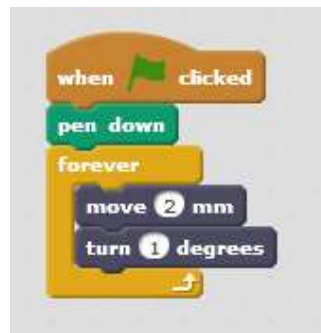 when clicked
pen down
forever
move 2 mm
turn 1 degrees